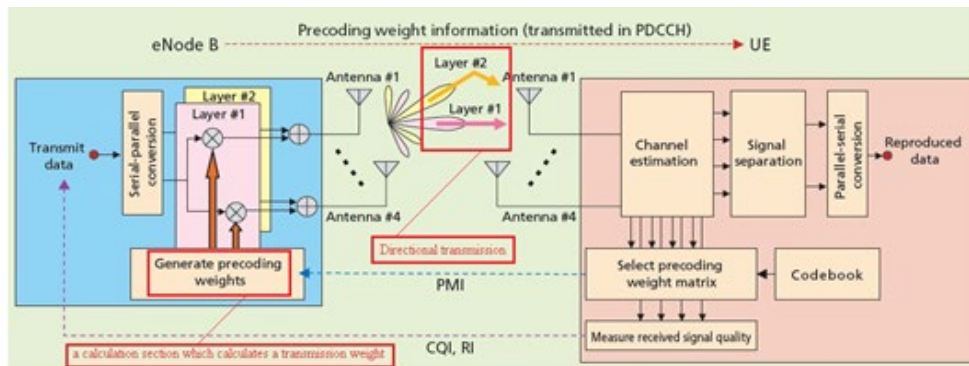 Precoding weight information (transmitted in PDCCH)
eNode B
UE
Layer #2
Layer #1
Antenna #1
Antenna #1
Layer #2
Layer #1
Transmit
data
Serial-parallel
conversion
Channel
estimation
Signal
separation
Parallel-serial
conversion
Reproduced
data
Antenna #4
Antenna #4
Directional transmission
Generate precoding
weights
PMI
Select precoding
weight matrix
Codebook
Measure received signal quality
a calculation section which calculates a transmission weight
CQI, RI